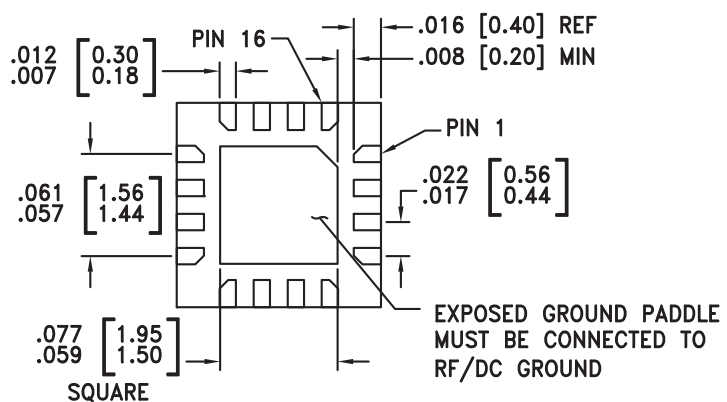 .016 [0.40] REF
PIN 16
.008 [0.20] MIN
.012 [0.30
.007 0.18]
PIN 1
.022 [0.56
.017 0.44]
.061 [1.56
.057 1.44]
EXPOSED GROUND PADDLE
MUST BE CONNECTED TO
RF/DC GROUND
.077 [1.95
.059 1.50]
SQUARE